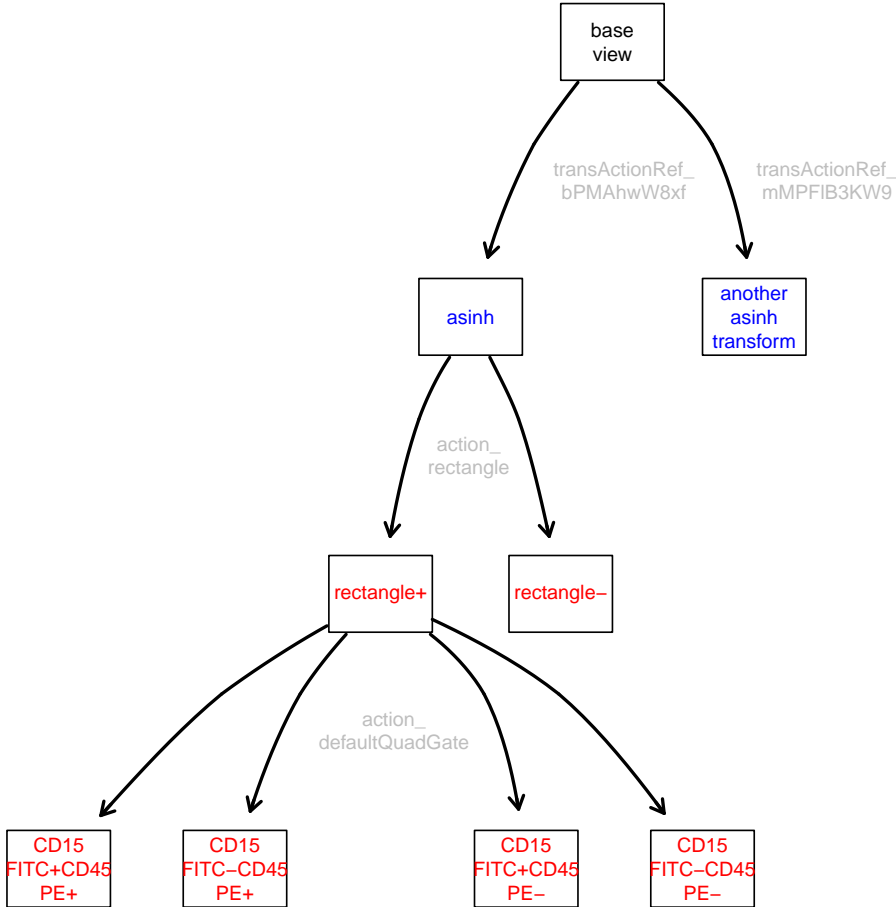 base
view
transActionRef_
bPMAhwW8xf
transActionRef_
mMPFIB3KW9
asinh
another
asinh
transform
action_
rectangle
rectangle+
rectangle−
action_
defaultQuadGate
CD15
FITC+CD45
PE+
CD15
FITC−CD45
PE+
CD15
FITC+CD45
PE−
CD15
FITC−CD45
PE−